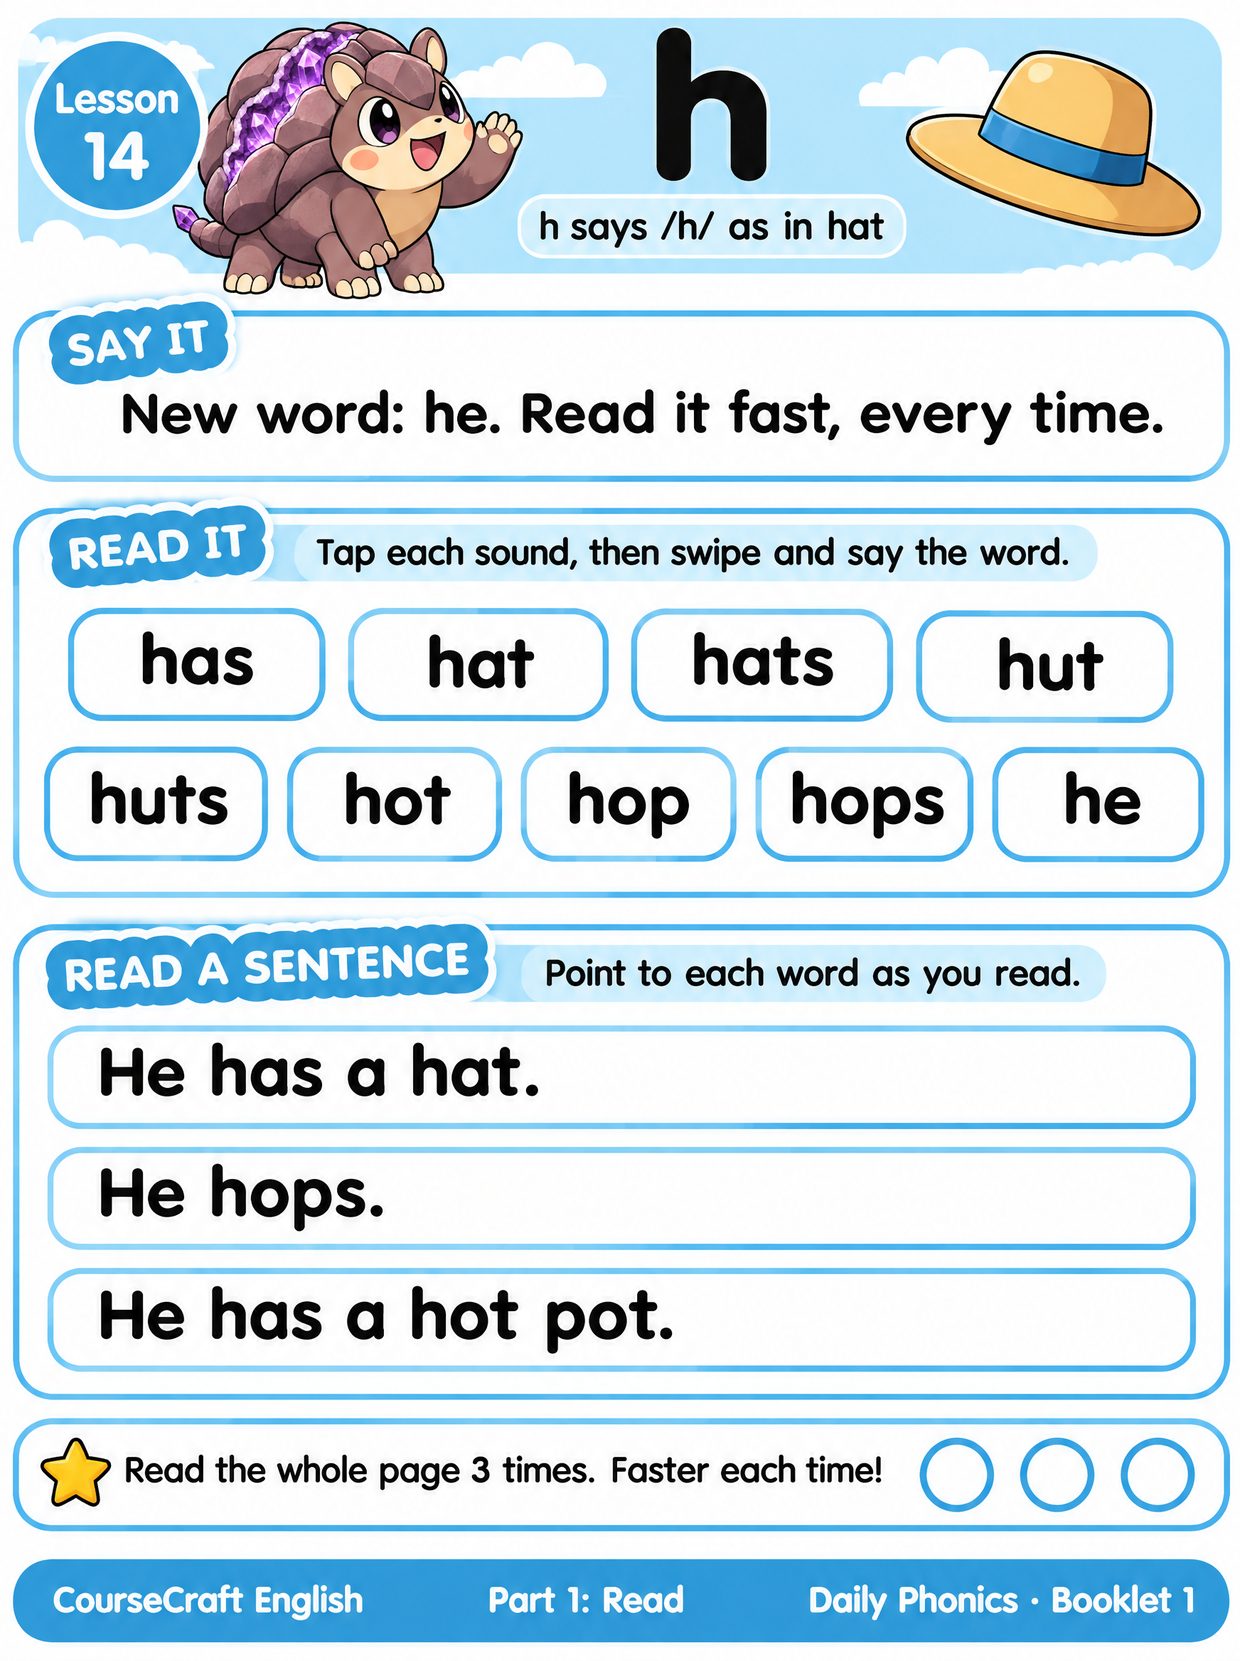 Lesson
14
h
h says /h/ as in hat
SAY IT
New word: he. Read it fast, every time.
READ IT
Tap each sound, then swipe and say the word.
has hat hats hut
huts hot hop hops he
READ A SENTENCE
Point to each word as you read.
He has a hat.
He hops.
He has a hot pot.
Read the whole page 3 times. Faster each time!
CourseCraft English Part 1: Read Daily Phonics · Booklet 1